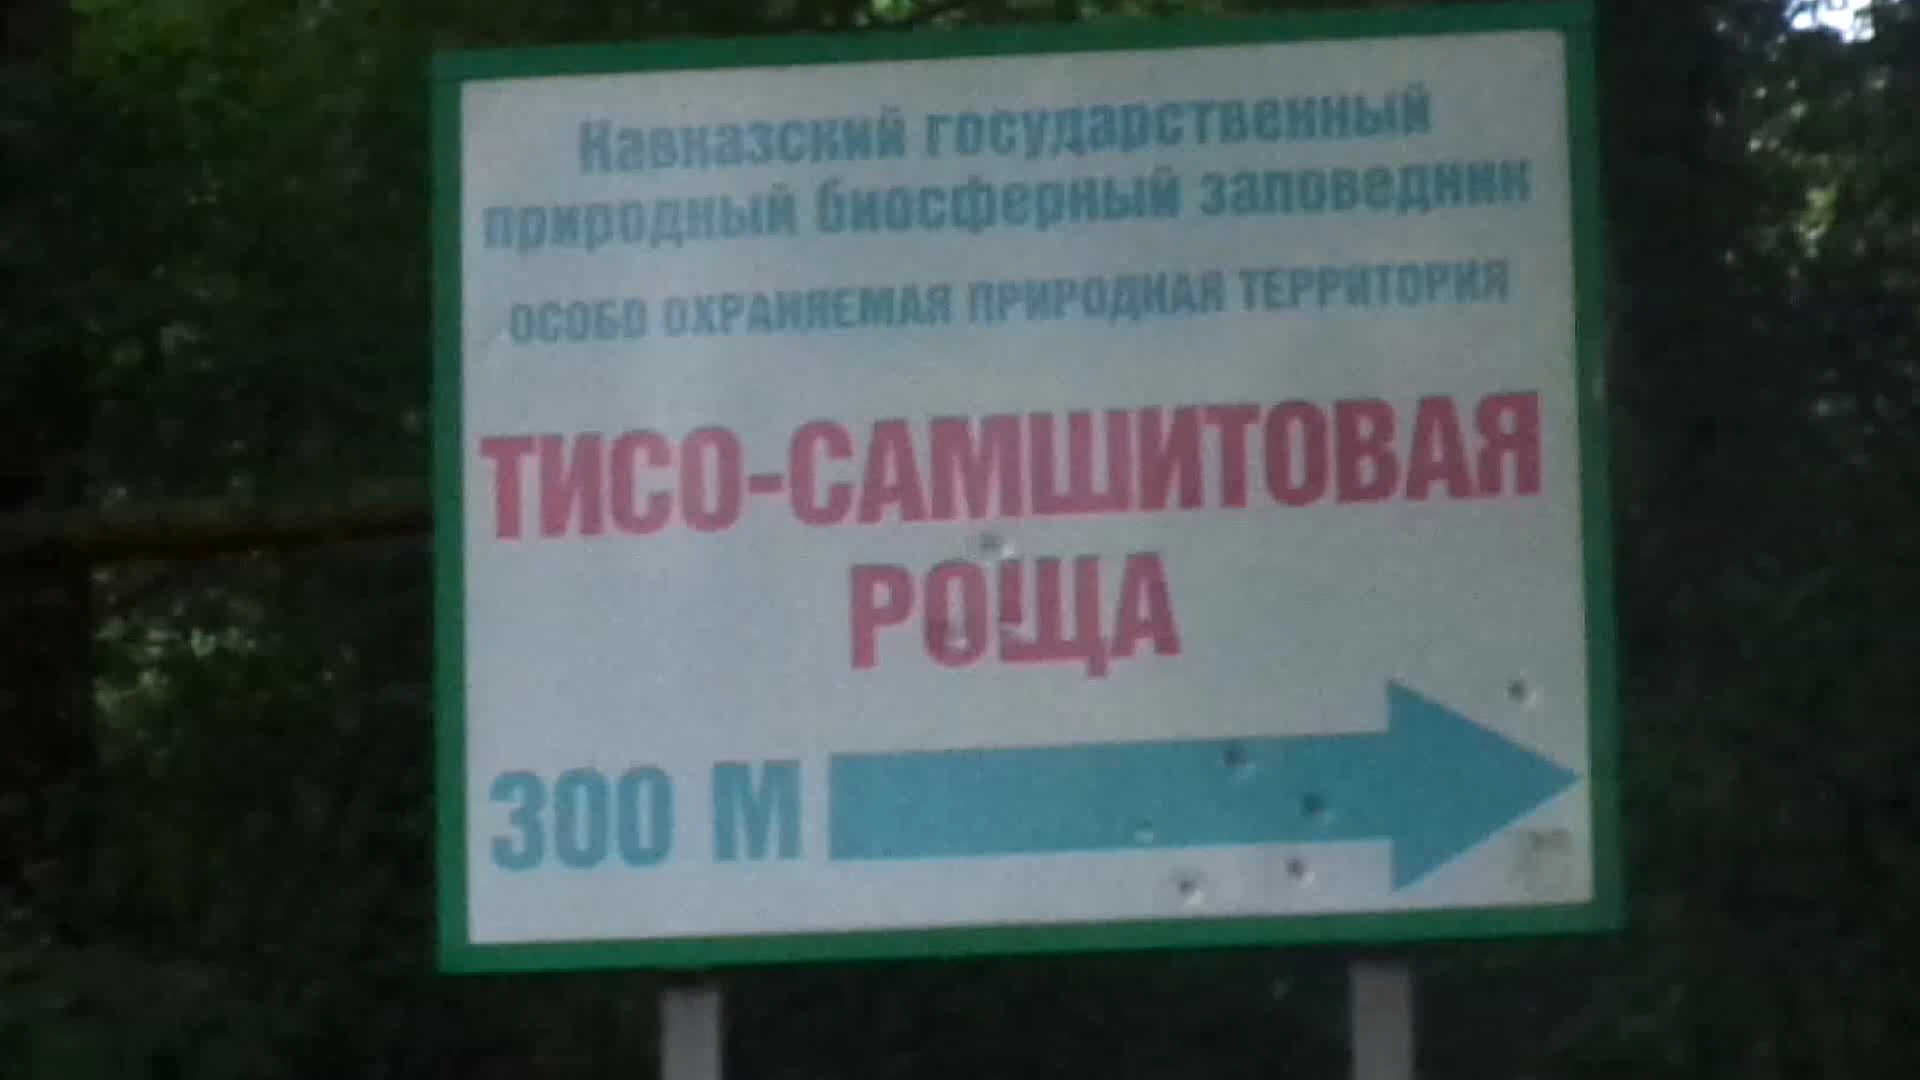 Кавказский государственный
природный биосферный заповедник
ОСОБО ОХРАНЯЕМАЯ ПРИРОДНАЯ ТЕРРИТОРИЯ
ТИСО-САМШИТОВАЯ
РОЩА
300 М